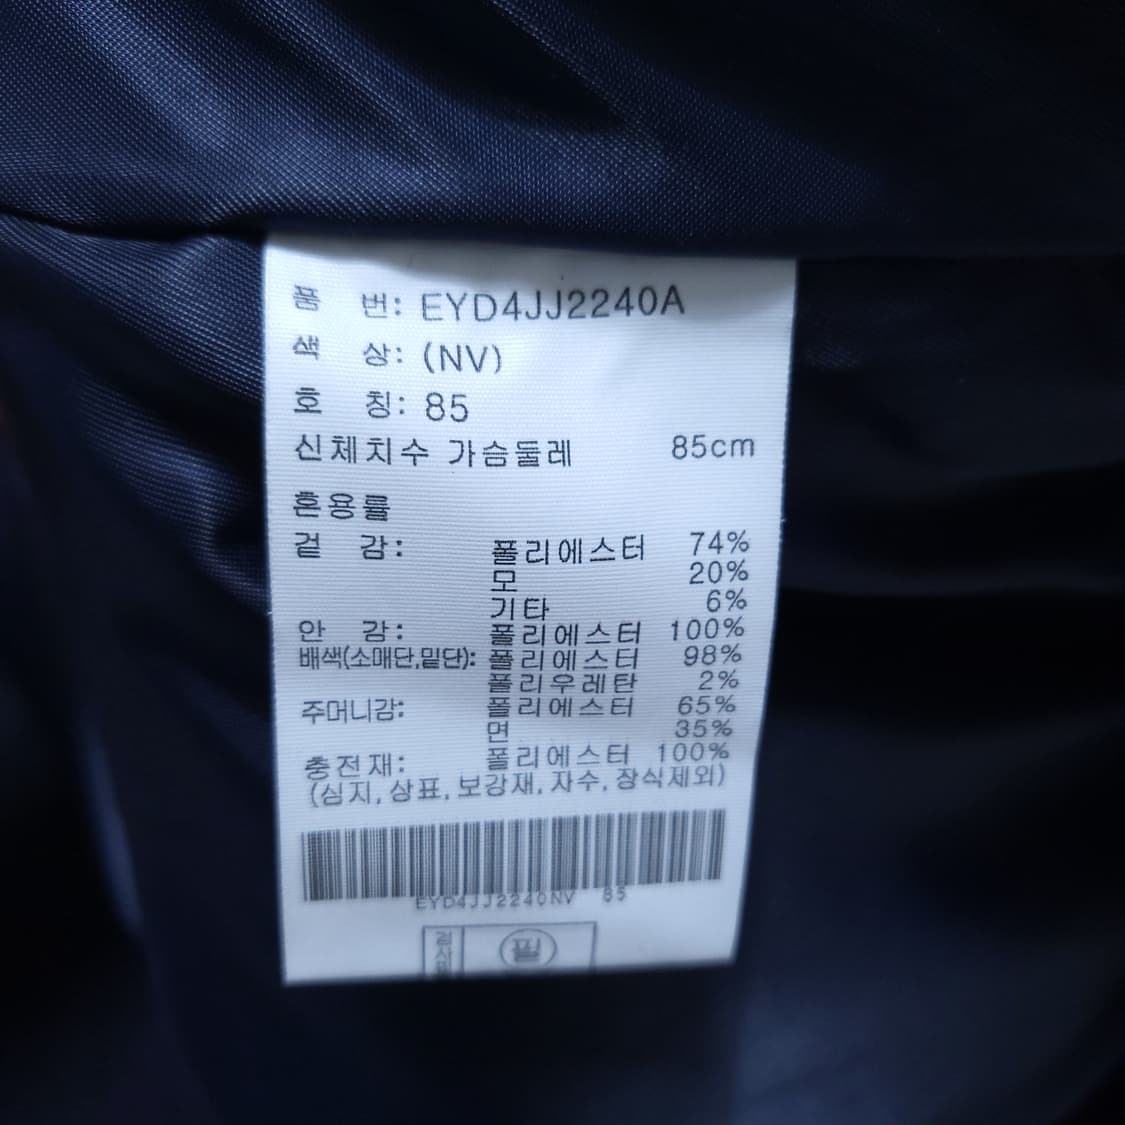 품 번: EYD4JJ2240A
색 상: (NV)
호 칭: 85
신체치수 가슴둘레 85cm
혼용률
겉 감: 폴리에스터 74%
모 20%
기타 6%
안 감: 폴리에스터 100%
배색(소매단,밑단): 폴리에스터 98%
폴리우레탄 2%
주머니감: 폴리에스터 65%
면 35%
충전재: 폴리에스터 100%
(심지,상표,보강재,자수,장식제외)
EYD4JJ2240NV 85
검사 필